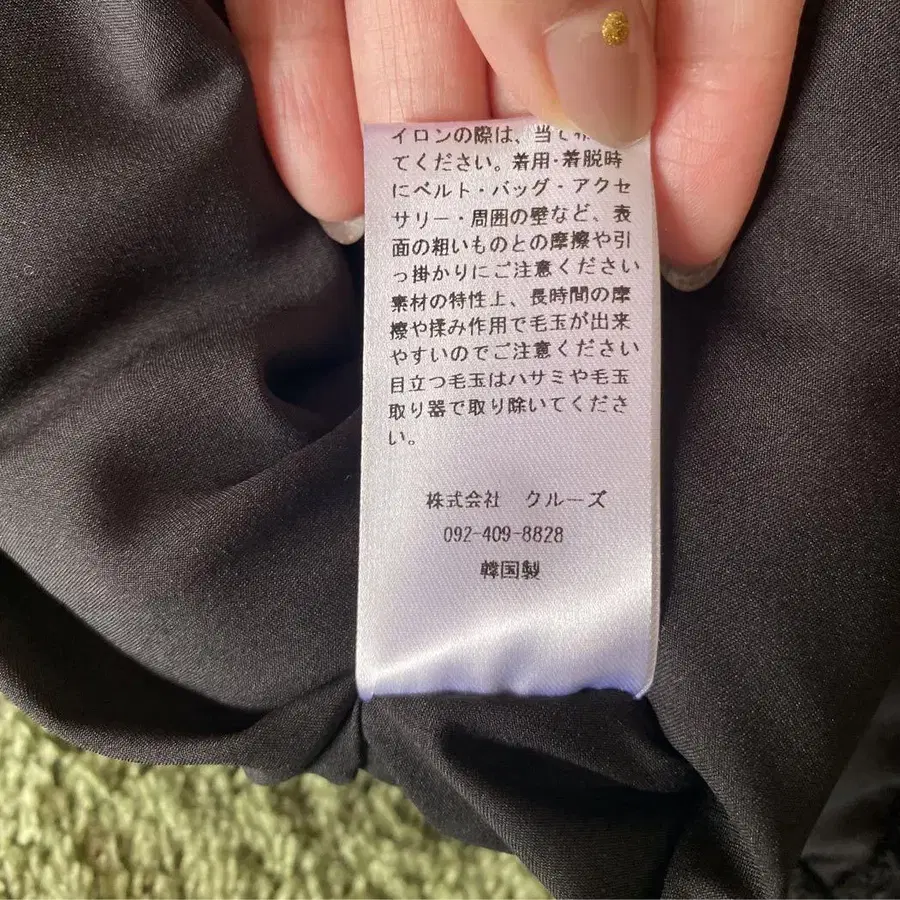 イロンの際は、当て
てください。着用・着脱時
にベルト・バッグ・アクセ
サリー・周囲の壁など、表
面の粗いものとの摩擦や引
っ掛かりにご注意ください
素材の特性上、長時間の摩
擦や揉み作用で毛玉が出来
やすいのでご注意ください
目立つ毛玉はハサミや毛玉
取り器で取り除いてくださ
い。
株式会社 クルーズ
092-409-8828
韓国製